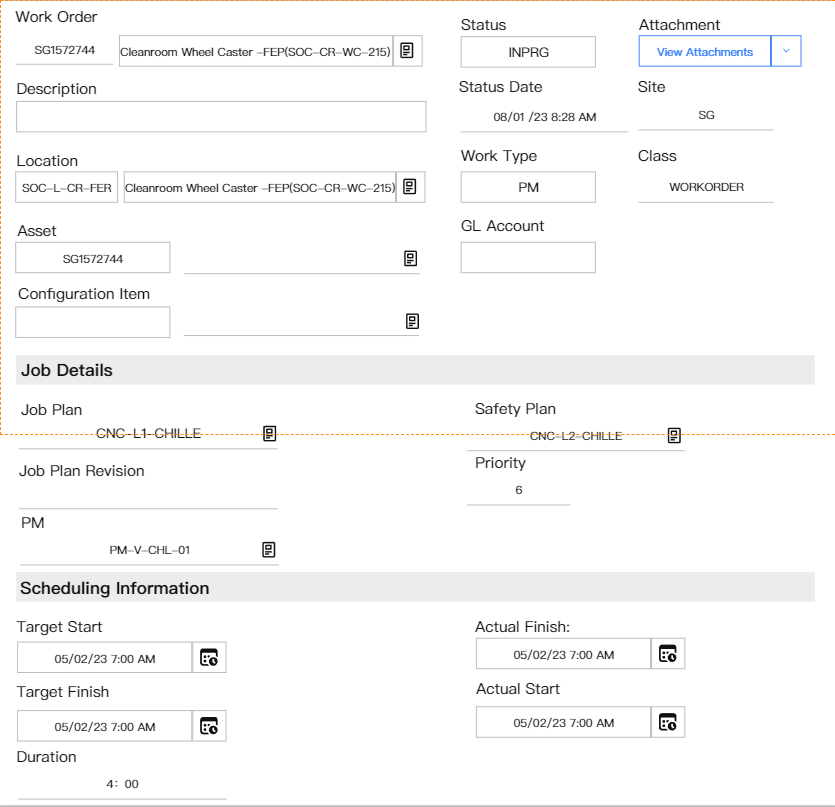 Work Order
SG1572744
Cleanroom Wheel Caster –FEP(SOC–CR–WC–215)
Status
INPRG
Attachment
View Attachments
Description
Status Date
08/01 /23 8:28 AM
Site
SG
Location
SOC–L–CR–FER
Cleanroom Wheel Caster –FEP(SOC–CR–WC–215)
Work Type
PM
Class
WORKORDER
Asset
SG1572744
GL Account
Configuration Item
Job Details
Job Plan
CNC-L1-CHILLE
Safety Plan
CNC–L2–CHILLE
Job Plan Revision
Priority
6
PM
PM–V–CHL–01
Scheduling Information
Target Start
05/02/23 7:00 AM
Actual Finish:
05/02/23 7:00 AM
Target Finish
05/02/23 7:00 AM
Actual Start
05/02/23 7:00 AM
Duration
4: 00